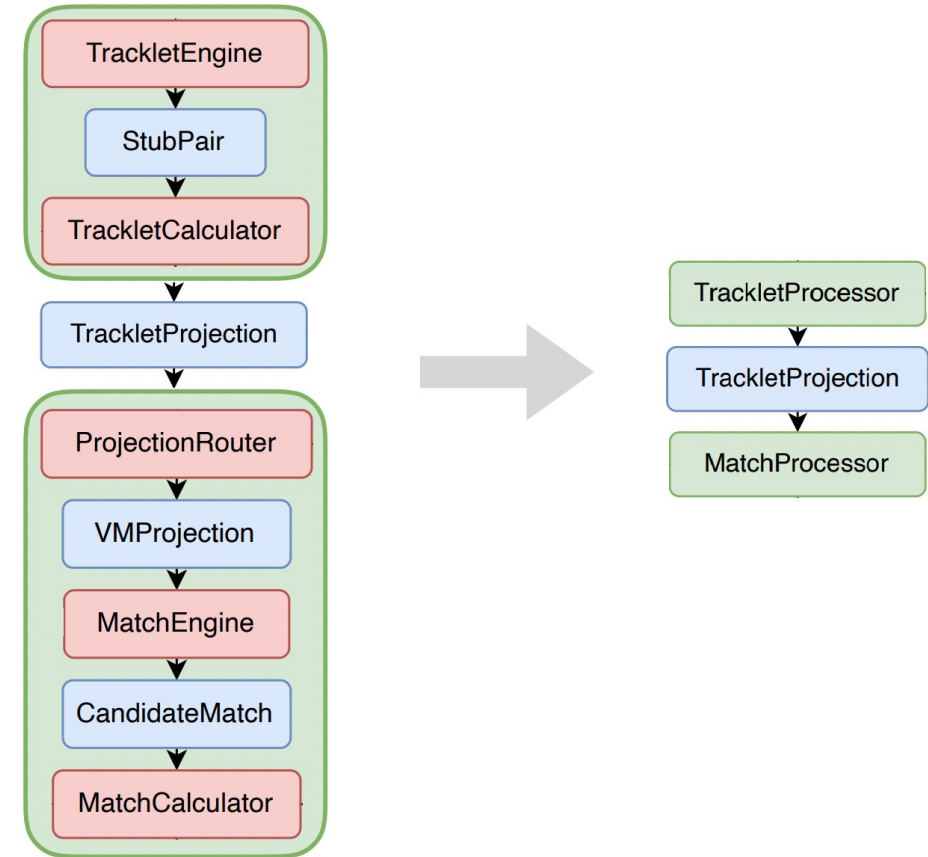 TrackletEngine
StubPair
TrackletCalculator
TrackletProjection
ProjectionRouter
VMProjection
MatchEngine
CandidateMatch
MatchCalculator
TrackletProcessor
TrackletProjection
MatchProcessor